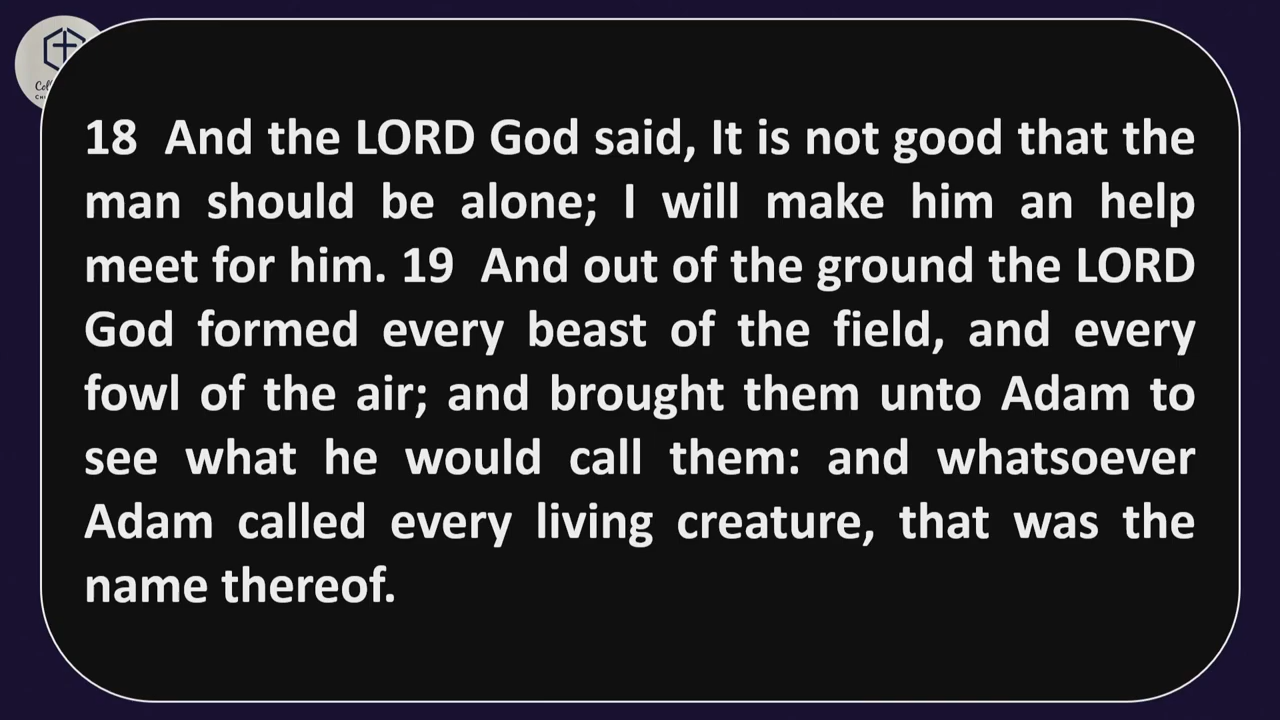 18 And the LORD God said, It is not good that the
man should be alone; I will make him an help
meet for him. 19 And out of the ground the LORD
God formed every beast of the field, and every
fowl of the air; and brought them unto Adam to
see what he would call them: and whatsoever
Adam called every living creature, that was the
name thereof.